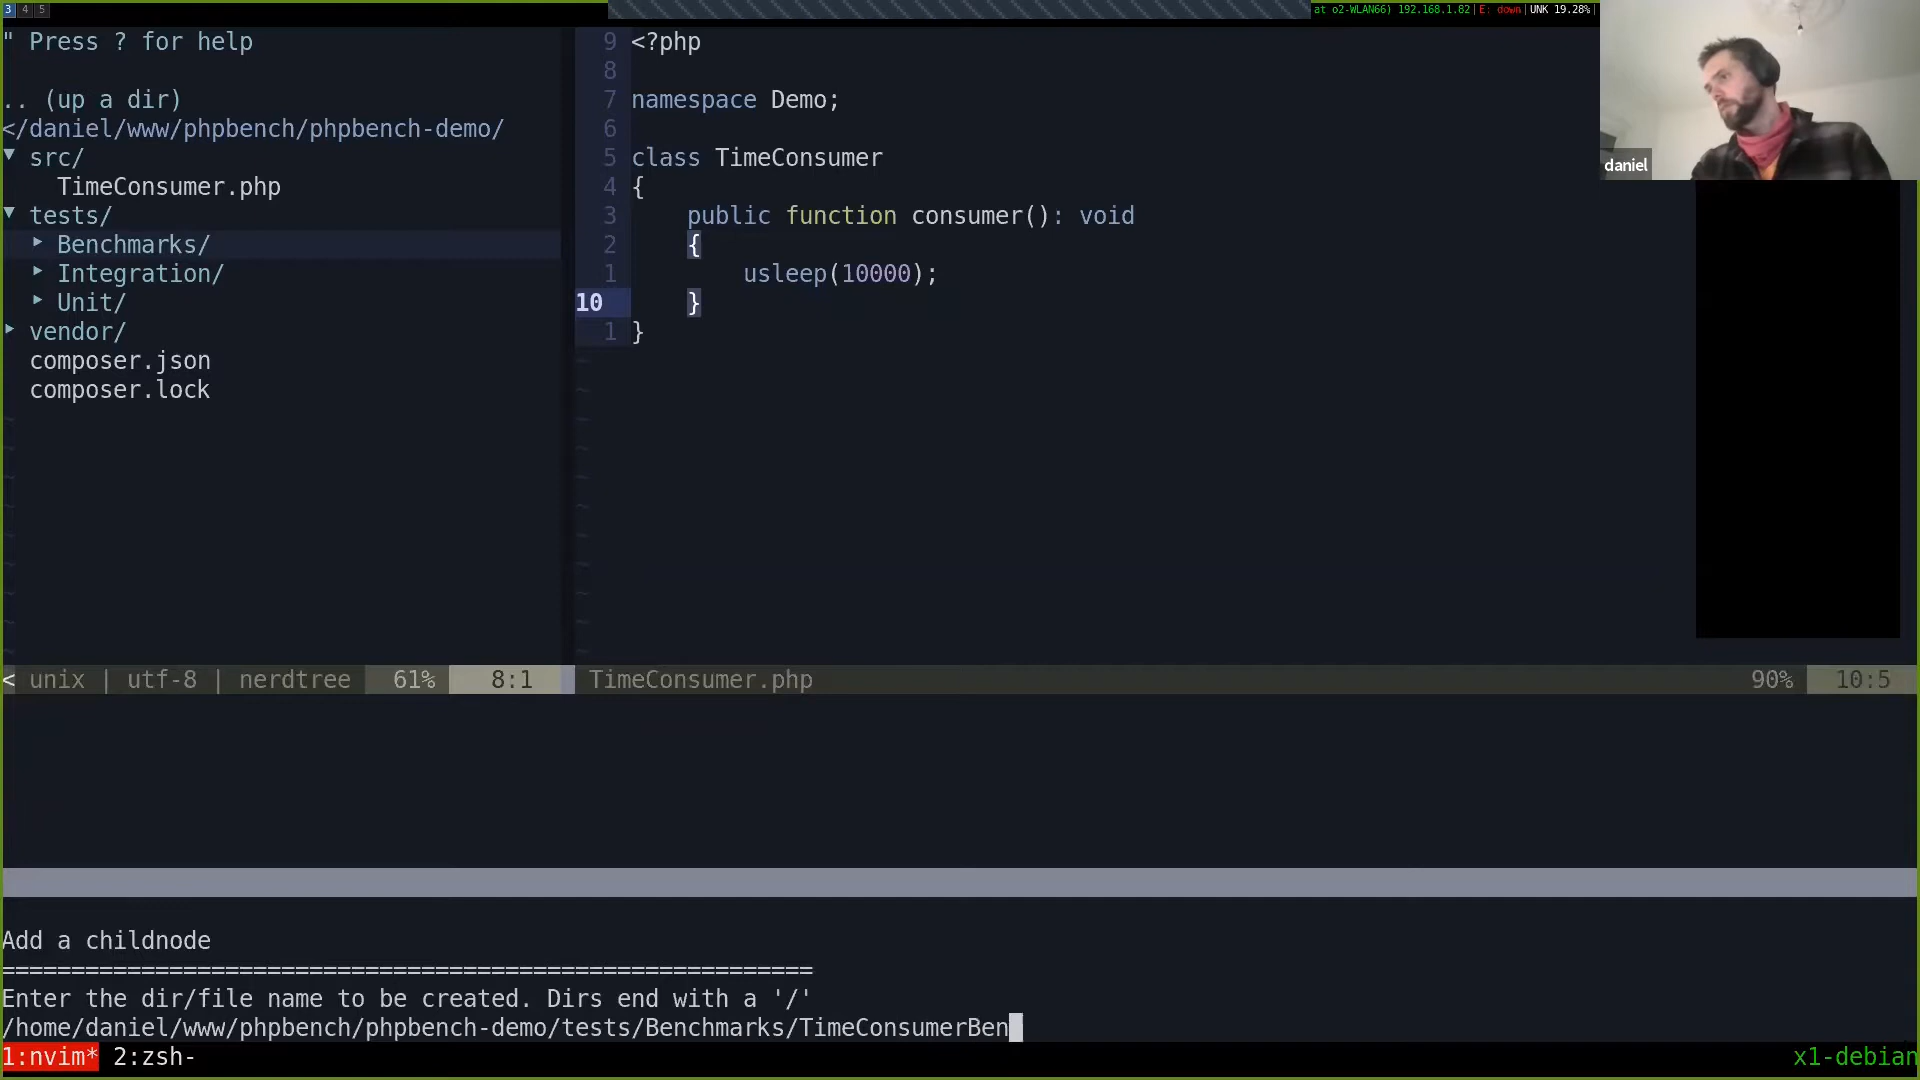 3 4 5
at o2-WLAN66) 192.168.1.82 | E: down | UNK 19.28% |
daniel
" Press ? for help
.. (up a dir)
</daniel/www/phpbench/phpbench-demo/
▼ src/
TimeConsumer.php
▼ tests/
▸ Benchmarks/
▸ Integration/
▸ Unit/
▸ vendor/
composer.json
composer.lock
9 <?php
8
7 namespace Demo;
6
5 class TimeConsumer
4 {
3 public function consumer(): void
2 {
1 usleep(10000);
10 }
1 }
< unix | utf-8 | nerdtree 61% 8:1
TimeConsumer.php 90% 10:5
Add a childnode
==========================================================
Enter the dir/file name to be created. Dirs end with a '/'
/home/daniel/www/phpbench/phpbench-demo/tests/Benchmarks/TimeConsumerBen
1:nvim* 2:zsh- x1-debian